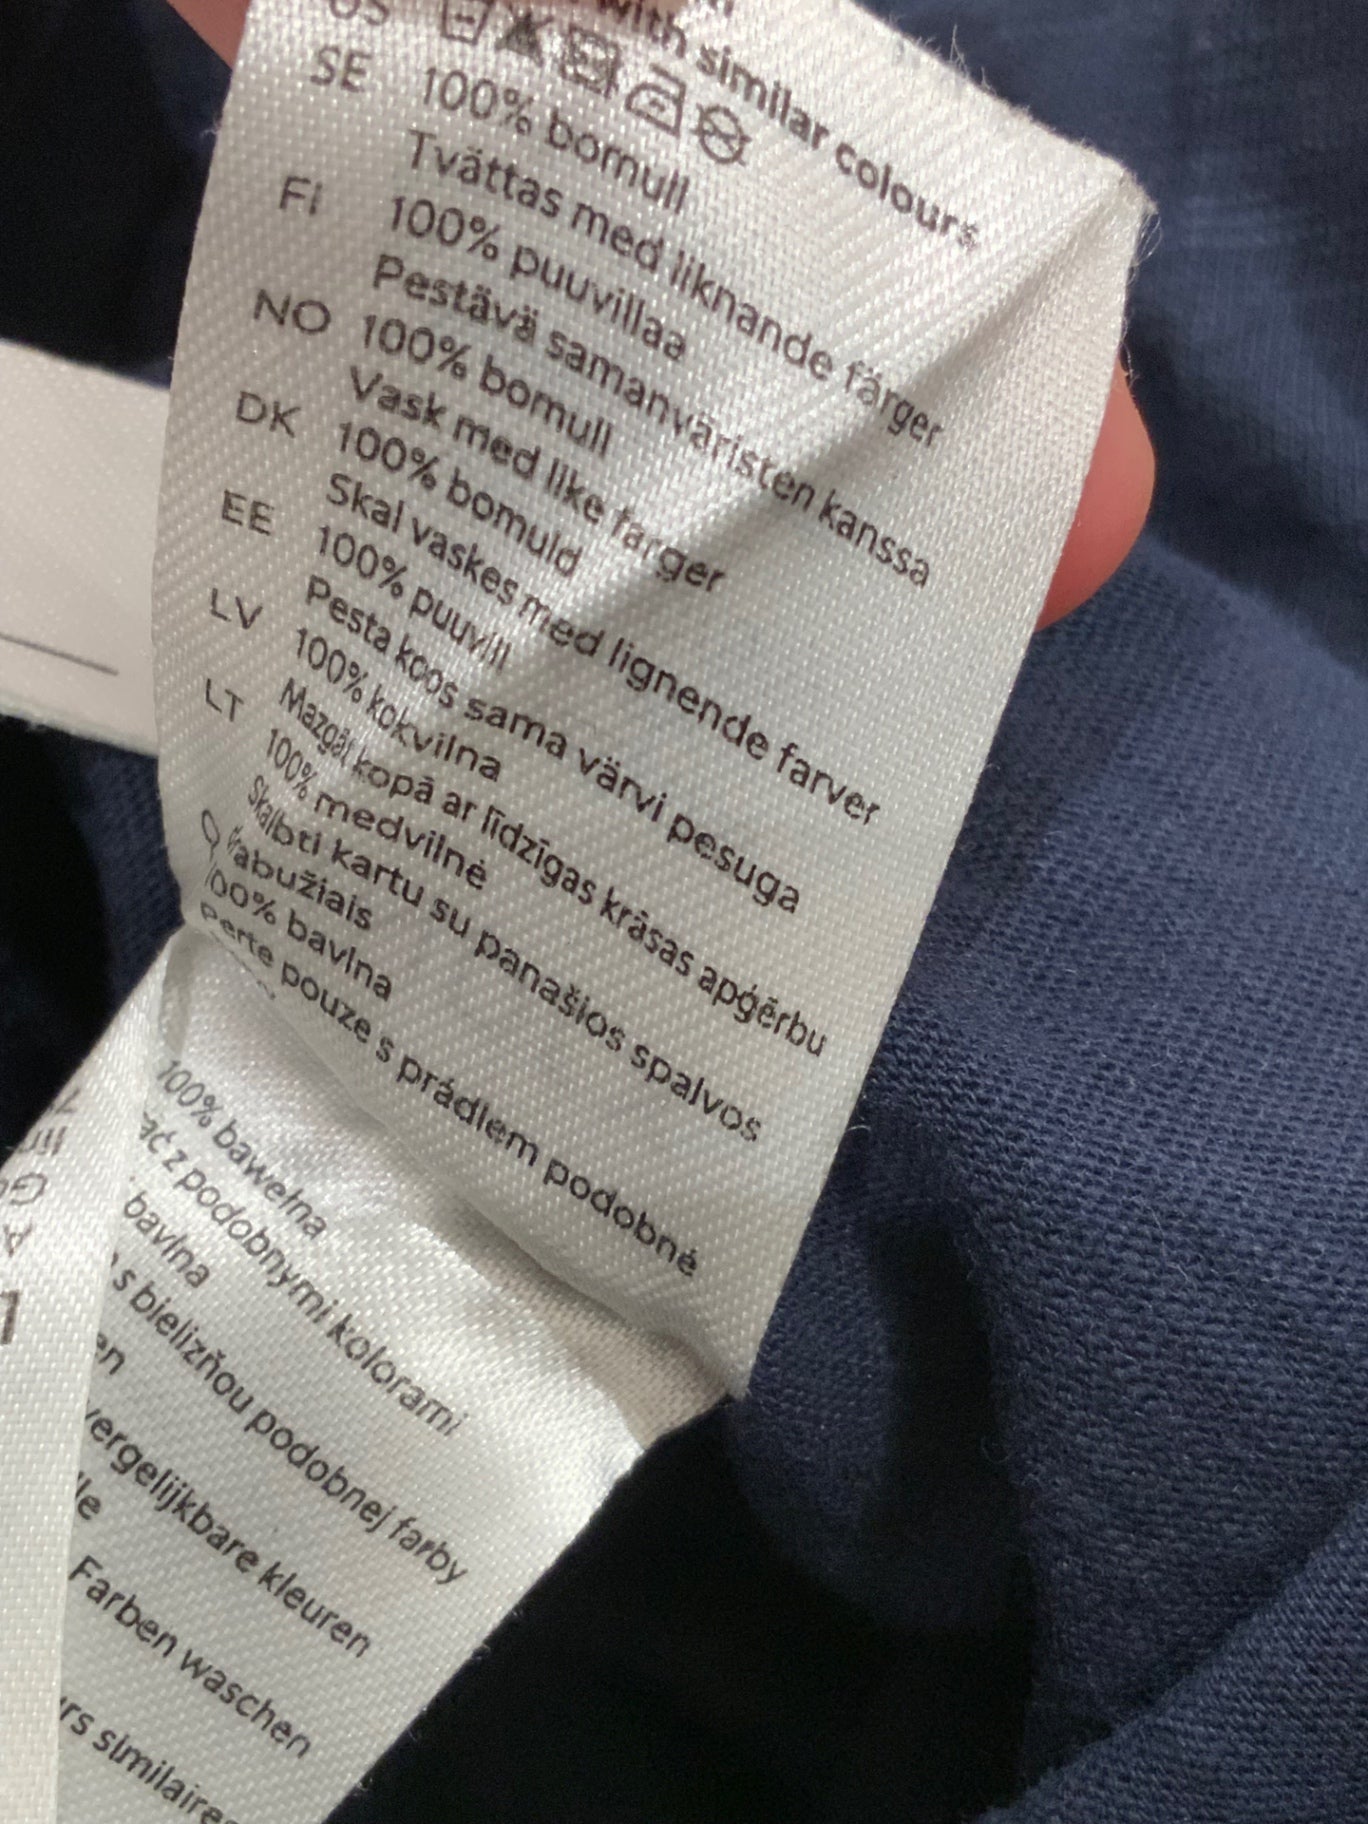 with similar colours
US
SE 100% bomull
Tvättas med liknande färger
FI 100% puuvillaa
Pestävä samanväristen kanssa
NO 100% bomull
Vask med like farger
DK 100% bomuld
Skal vaskes med lignende farver
EE 100% puuvill
Pesta koos sama värvi pesuga
LV 100% kokvilna
Mazgāt kopā ar līdzīgas krāsas apģērbu
LT 100% medvilnė
Skalbti kartu su panašios spalvos
drabužiais
100% bavlna
Perte pouze s prádlem podobné
100% bawełna
z podobnymi kolorami
bavlna
s bielizňou podobnej farby
vergelijkbare kleuren
Farben waschen
similaires